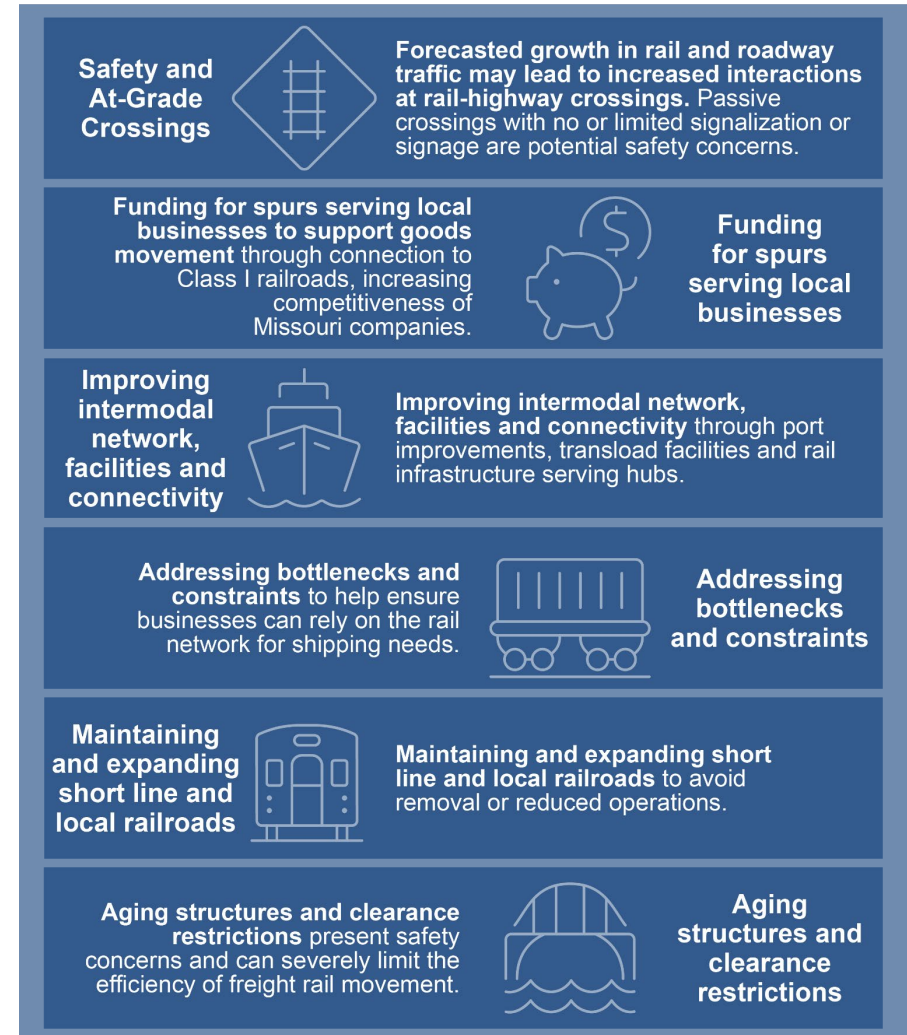 Safety and
At-Grade
Crossings
Forecasted growth in rail and roadway
traffic may lead to increased interactions
at rail-highway crossings. Passive
crossings with no or limited signalization or
signage are potential safety concerns.
Funding for spurs serving local
businesses to support goods
movement through connection to
Class I railroads, increasing
competitiveness of
Missouri companies.
$
Funding
for spurs
serving local
businesses
Improving
intermodal
network,
facilities and
connectivity
Improving intermodal network,
facilities and connectivity through port
improvements, transload facilities and rail
infrastructure serving hubs.
Addressing bottlenecks and
constraints to help ensure
businesses can rely on the rail
network for shipping needs.
Addressing
bottlenecks
and constraints
Maintaining
and expanding
short line and
local railroads
Maintaining and expanding short
line and local railroads to avoid
removal or reduced operations.
Aging structures and clearance
restrictions present safety
concerns and can severely limit the
efficiency of freight rail movement.
Aging
structures and
clearance
restrictions